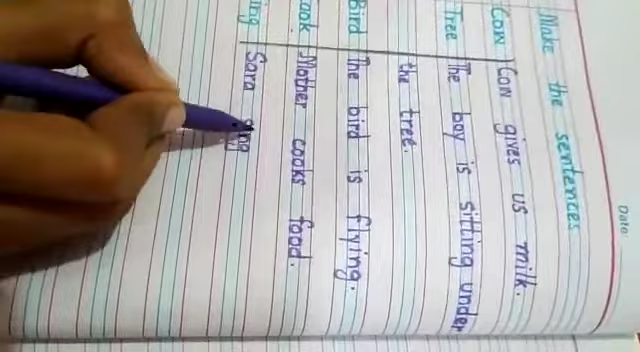 Date
Make the sentences
Cow Cow gives us milk.
Tree The boy is sitting under
the tree.
Bird The bird is flying.
Cook Mother cooks food.
Sara